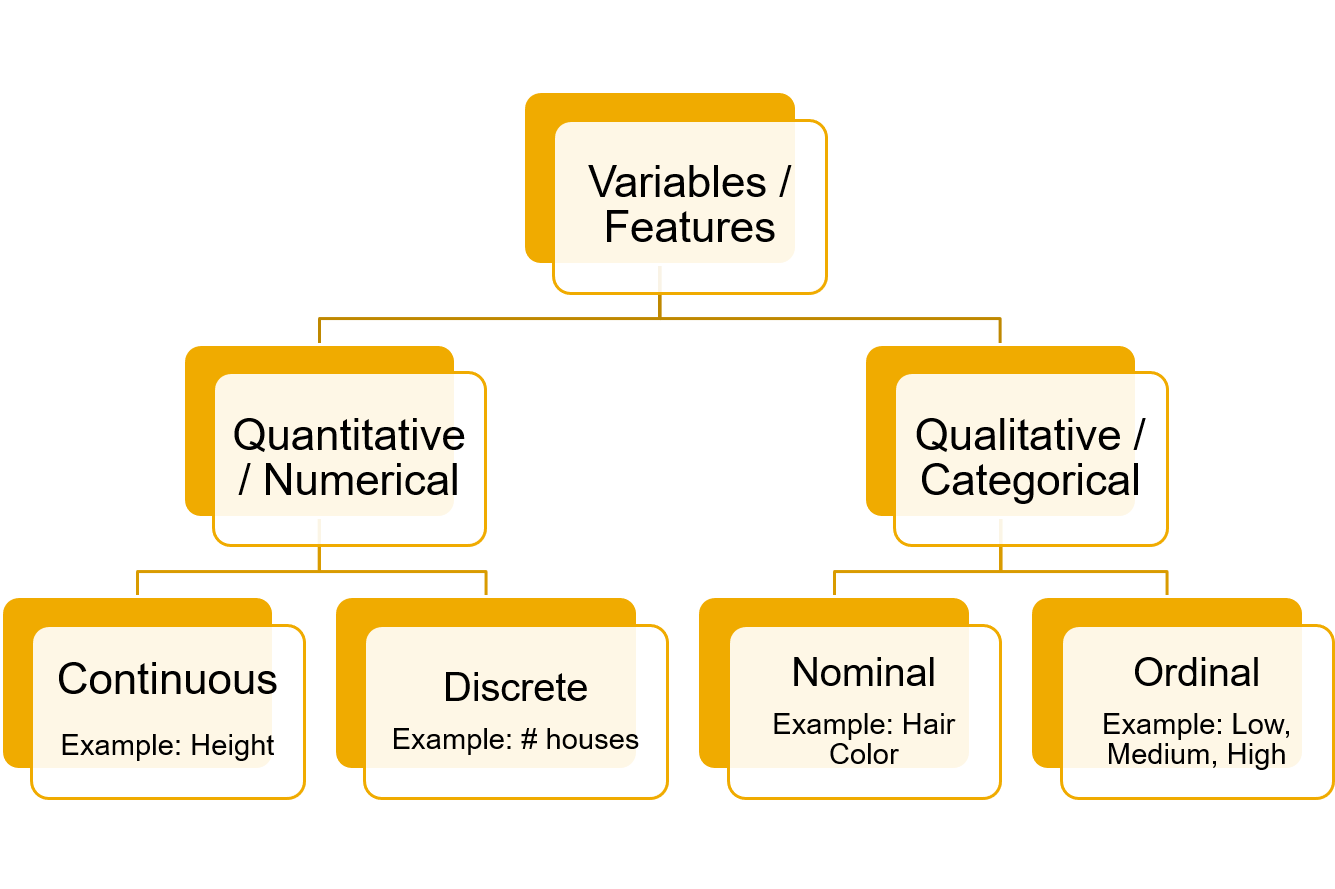 Variables /
Features
Quantitative
/ Numerical
Qualitative /
Categorical
Continuous
Example: Height
Discrete
Example: # houses
Nominal
Example: Hair
Color
Ordinal
Example: Low,
Medium, High